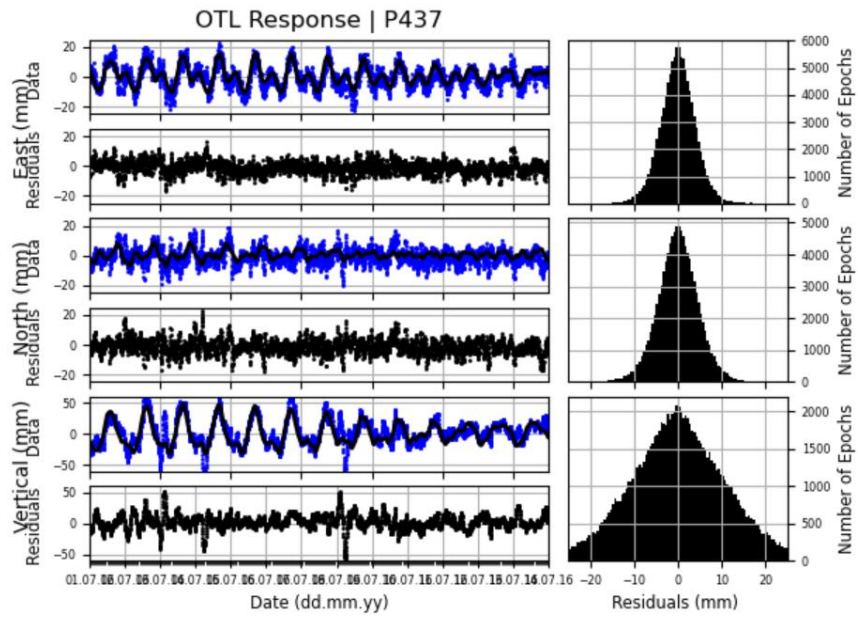 OTL Response | P437
20
0
−20
East (mm)
Data
20
0
−20
Residuals
6000
5000
4000
3000
2000
1000
0
Number of Epochs
20
0
−20
North (mm)
Data
20
0
−20
Residuals
5000
4000
3000
2000
1000
0
Number of Epochs
50
0
−50
Vertical (mm)
Data
50
0
−50
Residuals
2000
1500
1000
500
0
Number of Epochs
01.07.16
Date (dd.mm.yy)
−20
−10
0
10
20
Residuals (mm)